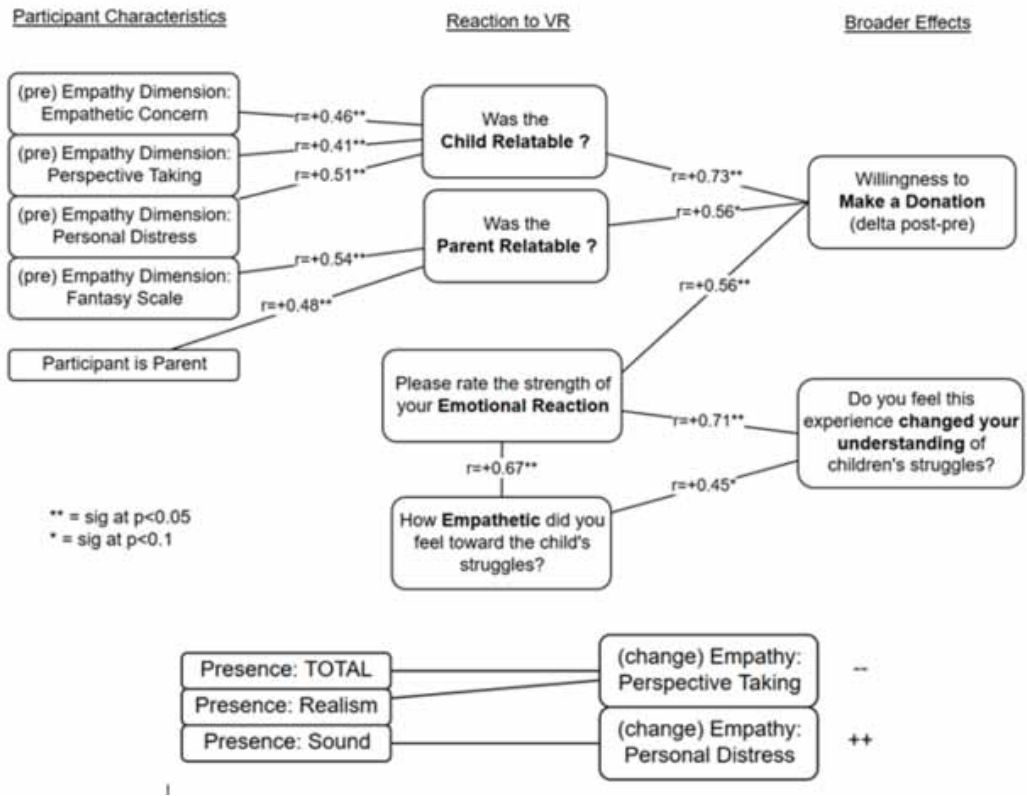 Participant Characteristics
Reaction to VR
Broader Effects
(pre) Empathy Dimension:
Empathetic Concern
(pre) Empathy Dimension:
Perspective Taking
(pre) Empathy Dimension:
Personal Distress
(pre) Empathy Dimension:
Fantasy Scale
Participant is Parent
r=+0.46**
r=+0.41**
r=+0.51**
r=+0.54**
r=+0.48**
Was the
Child Relatable ?
Was the
Parent Relatable ?
r=+0.73**
r=+0.56*
r=+0.56**
Willingness to
Make a Donation
(delta post-pre)
Please rate the strength of
your Emotional Reaction
r=+0.67**
How Empathetic did you
feel toward the child's
struggles?
r=+0.71**
r=+0.45*
Do you feel this
experience changed your
understanding of
children's struggles?
** = sig at p<0.05
* = sig at p<0.1
Presence: TOTAL
Presence: Realism
Presence: Sound
(change) Empathy:
Perspective Taking
--
(change) Empathy:
Personal Distress
++